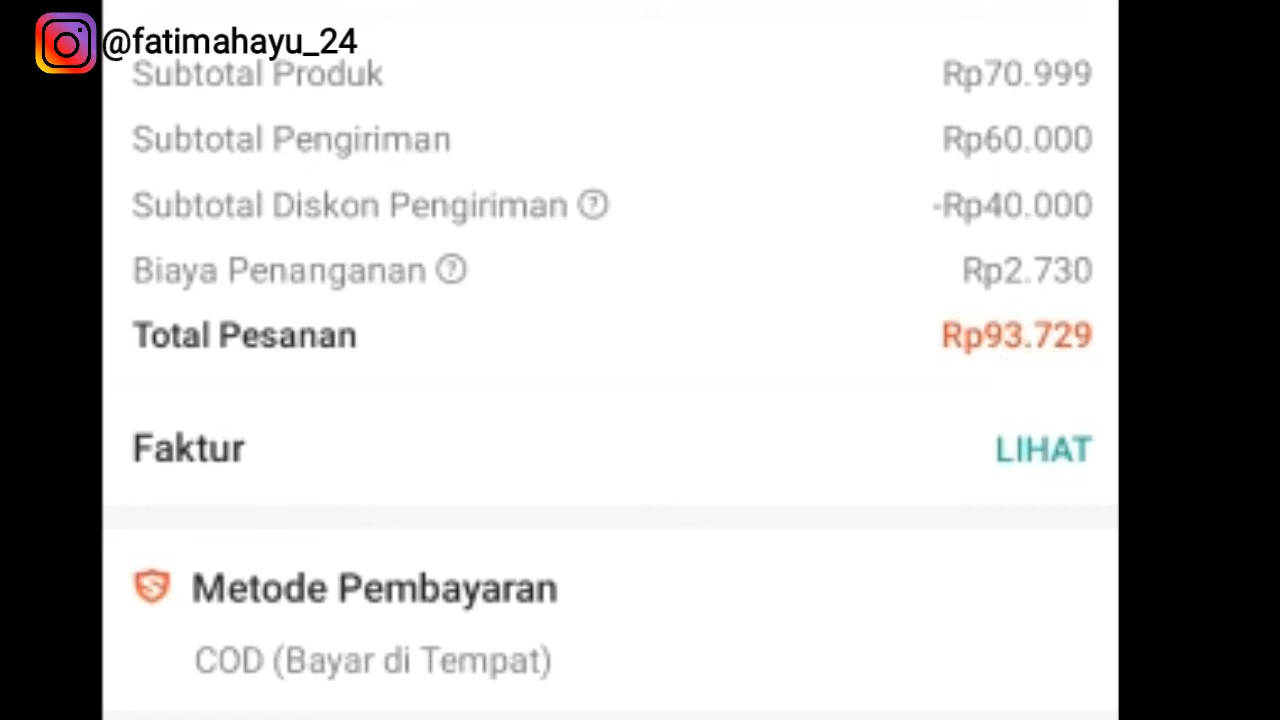 @fatimahayu_24
Subtotal Produk Rp70.999
Subtotal Pengiriman Rp60.000
Subtotal Diskon Pengiriman ? -Rp40.000
Biaya Penanganan ? Rp2.730
Total Pesanan Rp93.729
Faktur LIHAT
Metode Pembayaran
COD (Bayar di Tempat)